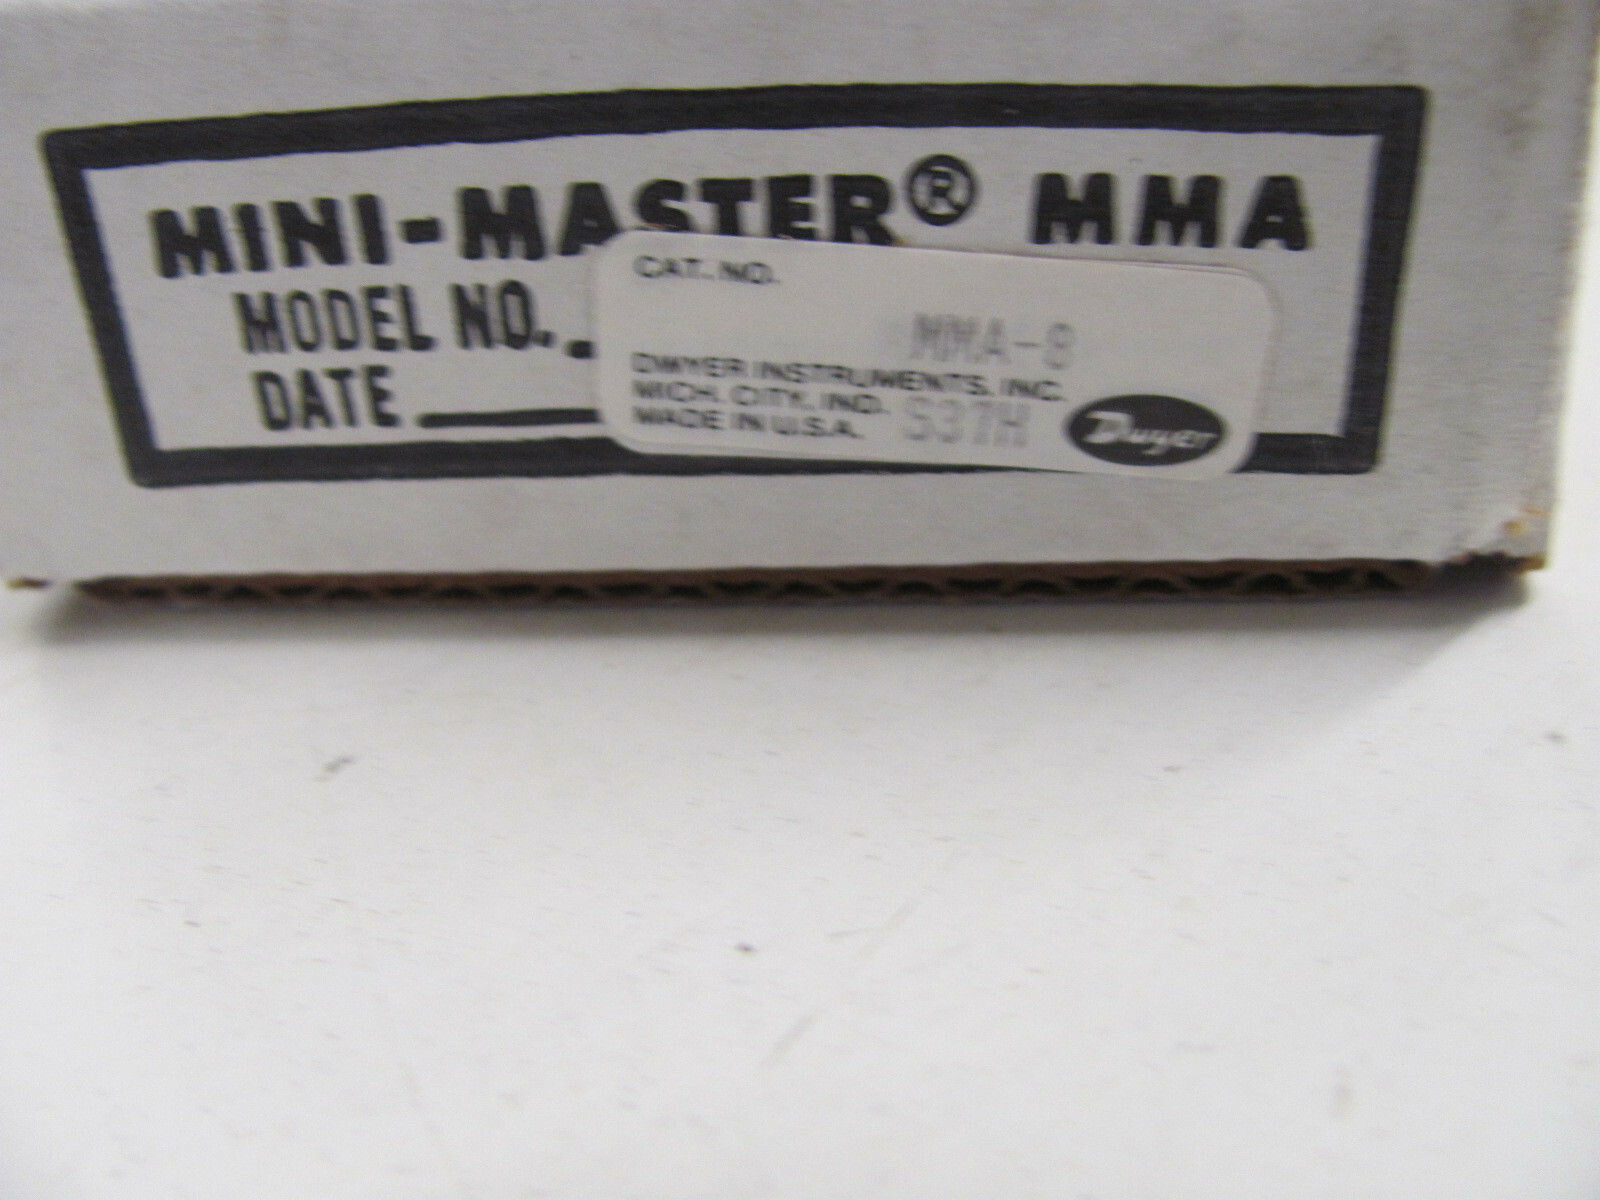 MINI-MASTER® MMA
MODEL NO.
DATE
CAT. NO.
MMA-8
DWYER INSTRUMENTS, INC.
MICH. CITY, IND. S37H
MADE IN U.S.A.
Dwyer